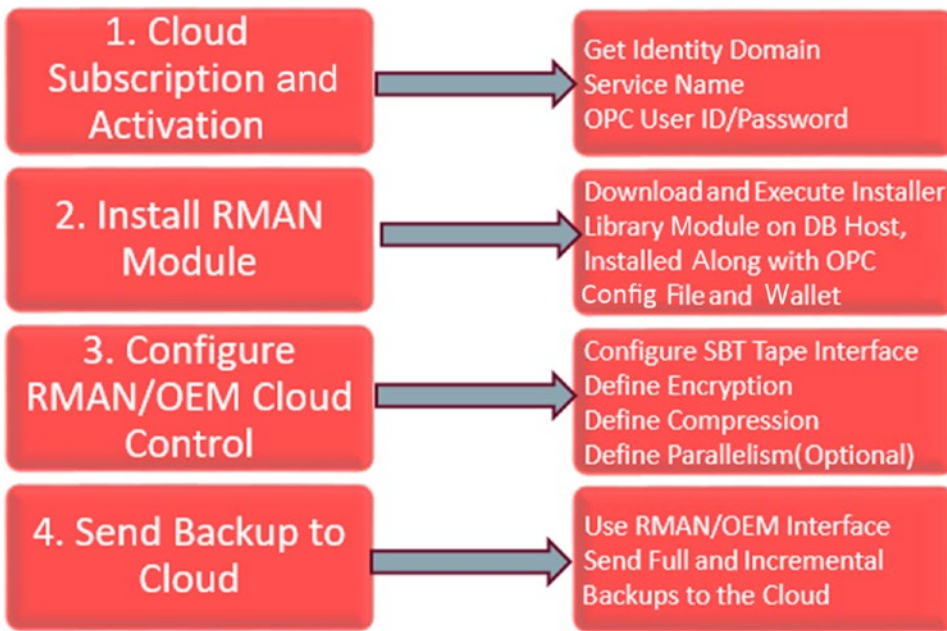 1. Cloud
Subscription and
Activation
Get Identity Domain
Service Name
OPC User ID/Password
2. Install RMAN
Module
Download and Execute Installer
Library Module on DB Host,
Installed Along with OPC
Config File and Wallet
3. Configure
RMAN/OEM Cloud
Control
Configure SBT Tape Interface
Define Encryption
Define Compression
Define Parallelism(Optional)
4. Send Backup to
Cloud
Use RMAN/OEM Interface
Send Full and Incremental
Backups to the Cloud